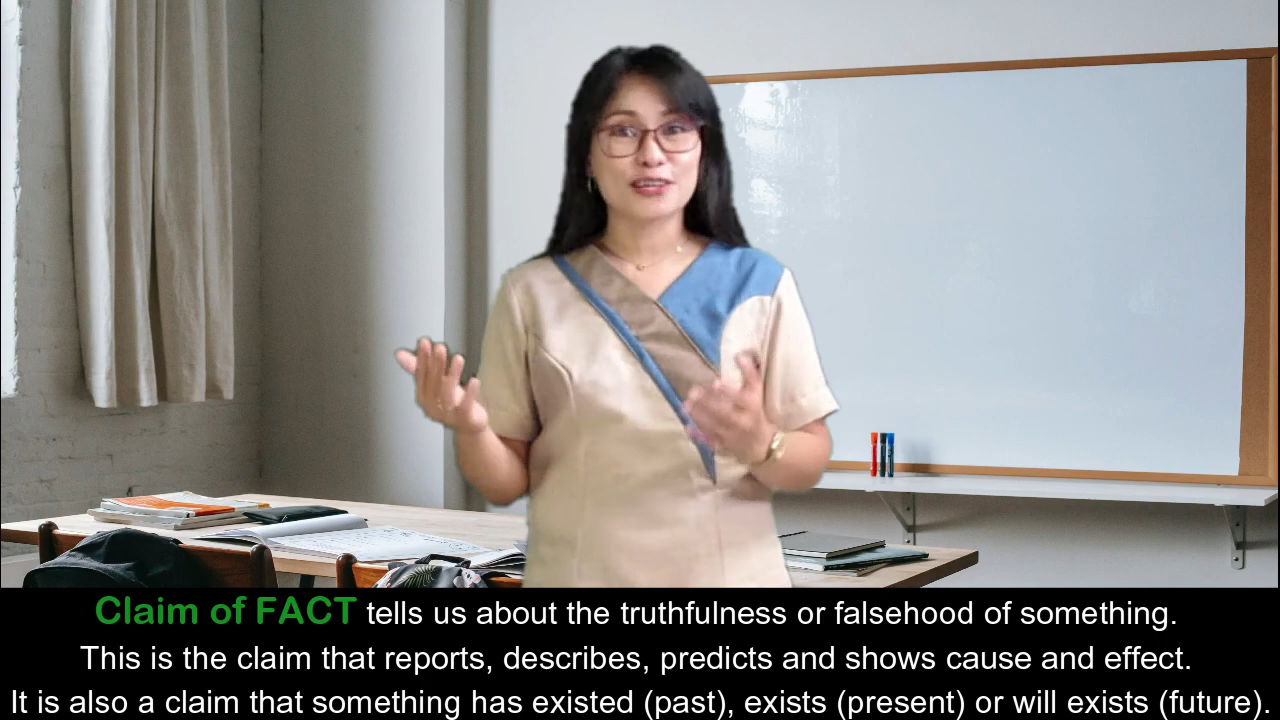 Claim of FACT tells us about the truthfulness or falsehood of something.
This is the claim that reports, describes, predicts and shows cause and effect.
It is also a claim that something has existed (past), exists (present) or will exists (future).